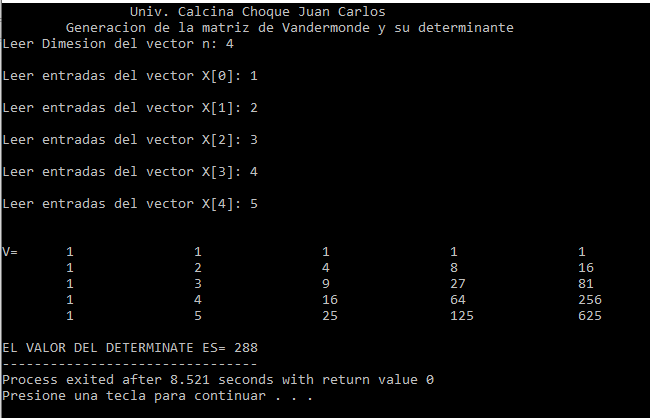 Univ. Calcina Choque Juan Carlos
Generacion de la matriz de Vandermonde y su determinante
Leer Dimesion del vector n: 4
Leer entradas del vector X[0]: 1
Leer entradas del vector X[1]: 2
Leer entradas del vector X[2]: 3
Leer entradas del vector X[3]: 4
Leer entradas del vector X[4]: 5
V= 1 1 1 1 1
1 2 4 8 16
1 3 9 27 81
1 4 16 64 256
1 5 25 125 625
EL VALOR DEL DETERMINATE ES= 288
--------------------------------
Process exited after 8.521 seconds with return value 0
Presione una tecla para continuar . . .